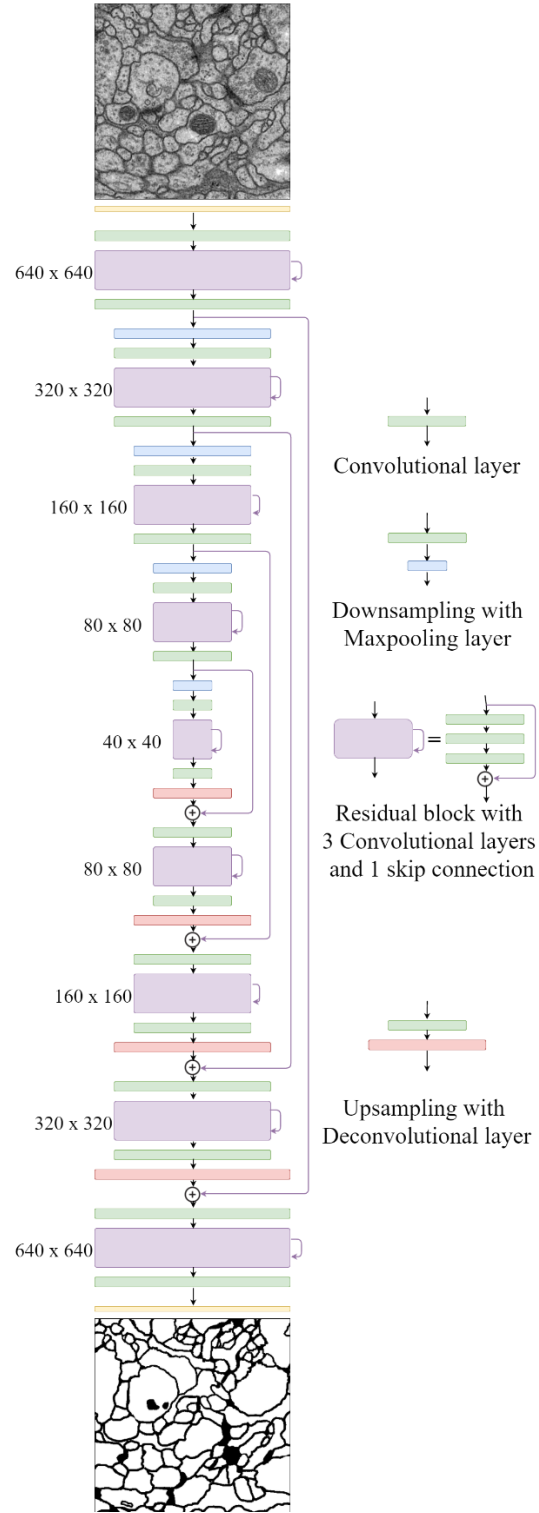 640 x 640
320 x 320
160 x 160
80 x 80
40 x 40
80 x 80
160 x 160
320 x 320
640 x 640
Convolutional layer
Downsampling with
Maxpooling layer
=
Residual block with
3 Convolutional layers
and 1 skip connection
Upsampling with
Deconvolutional layer